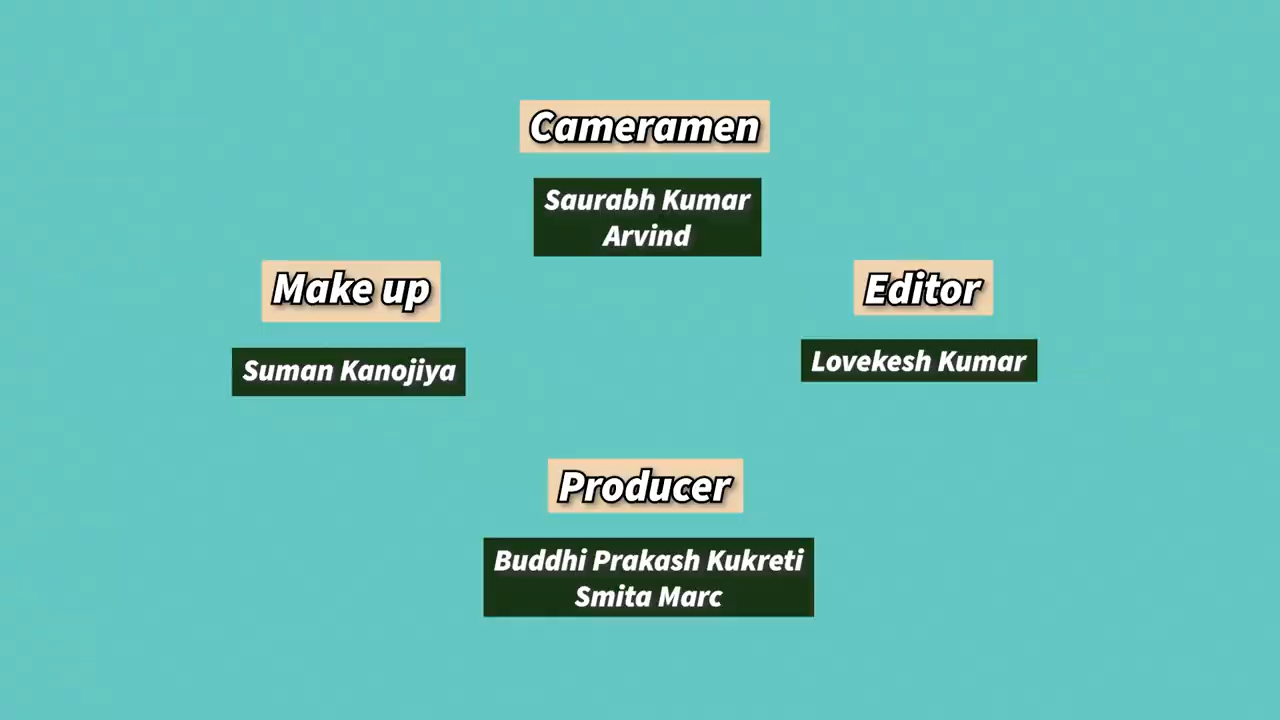 Cameramen
Saurabh Kumar
Arvind
Make up
Suman Kanojiya
Editor
Lovekesh Kumar
Producer
Buddhi Prakash Kukreti
Smita Marc